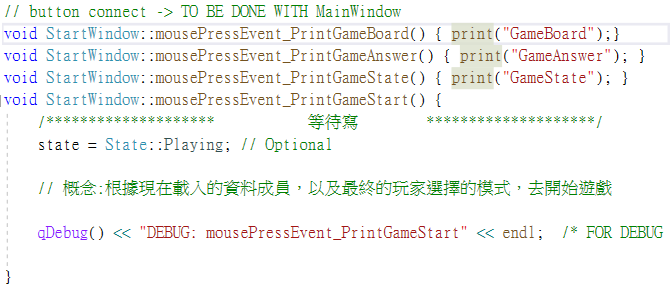 // button connect -> TO BE DONE WITH MainWindow
void StartWindow::mousePressEvent_PrintGameBoard() { print("GameBoard");}
void StartWindow::mousePressEvent_PrintGameAnswer() { print("GameAnswer"); }
void StartWindow::mousePressEvent_PrintGameState() { print("GameState"); }
void StartWindow::mousePressEvent_PrintGameStart() {
/******************** 等待寫 ********************/
state = State::Playing; // Optional
// 概念:根據現在載入的資料成員，以及最終的玩家選擇的模式，去開始遊戲
qDebug() << "DEBUG: mousePressEvent_PrintGameStart" << endl; /* FOR DEBUG
}